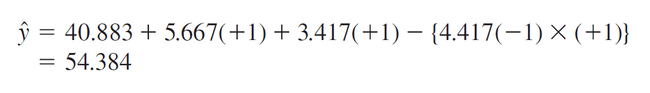 ŷ = 40.883 + 5.667(+1) + 3.417(+1) − {4.417(−1) × (+1)}
= 54.384